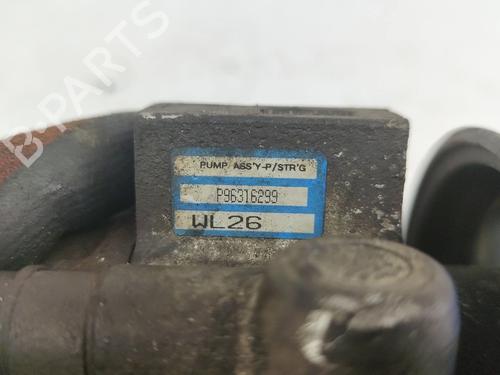 B-PARTS
PUMP ASS'Y-P/STR'G
P96316299
WL26